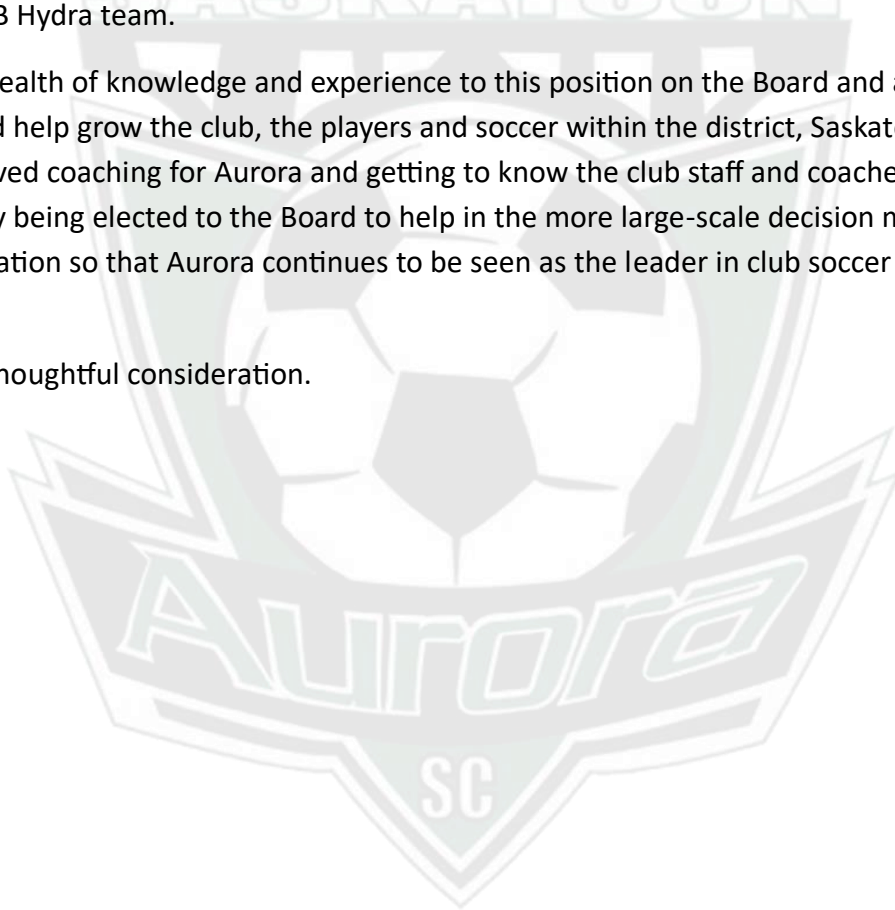 SASKATOON
B Hydra team.
ealth of knowledge and experience to this position on the Board and
d help grow the club, the players and soccer within the district,
ved coaching for Aurora and getting to know the club staff and
y being elected to the Board to help in the more large-scale decision
ation so that Aurora continues to be seen as the leader in club soccer
houghtful consideration.
Aurora
SC